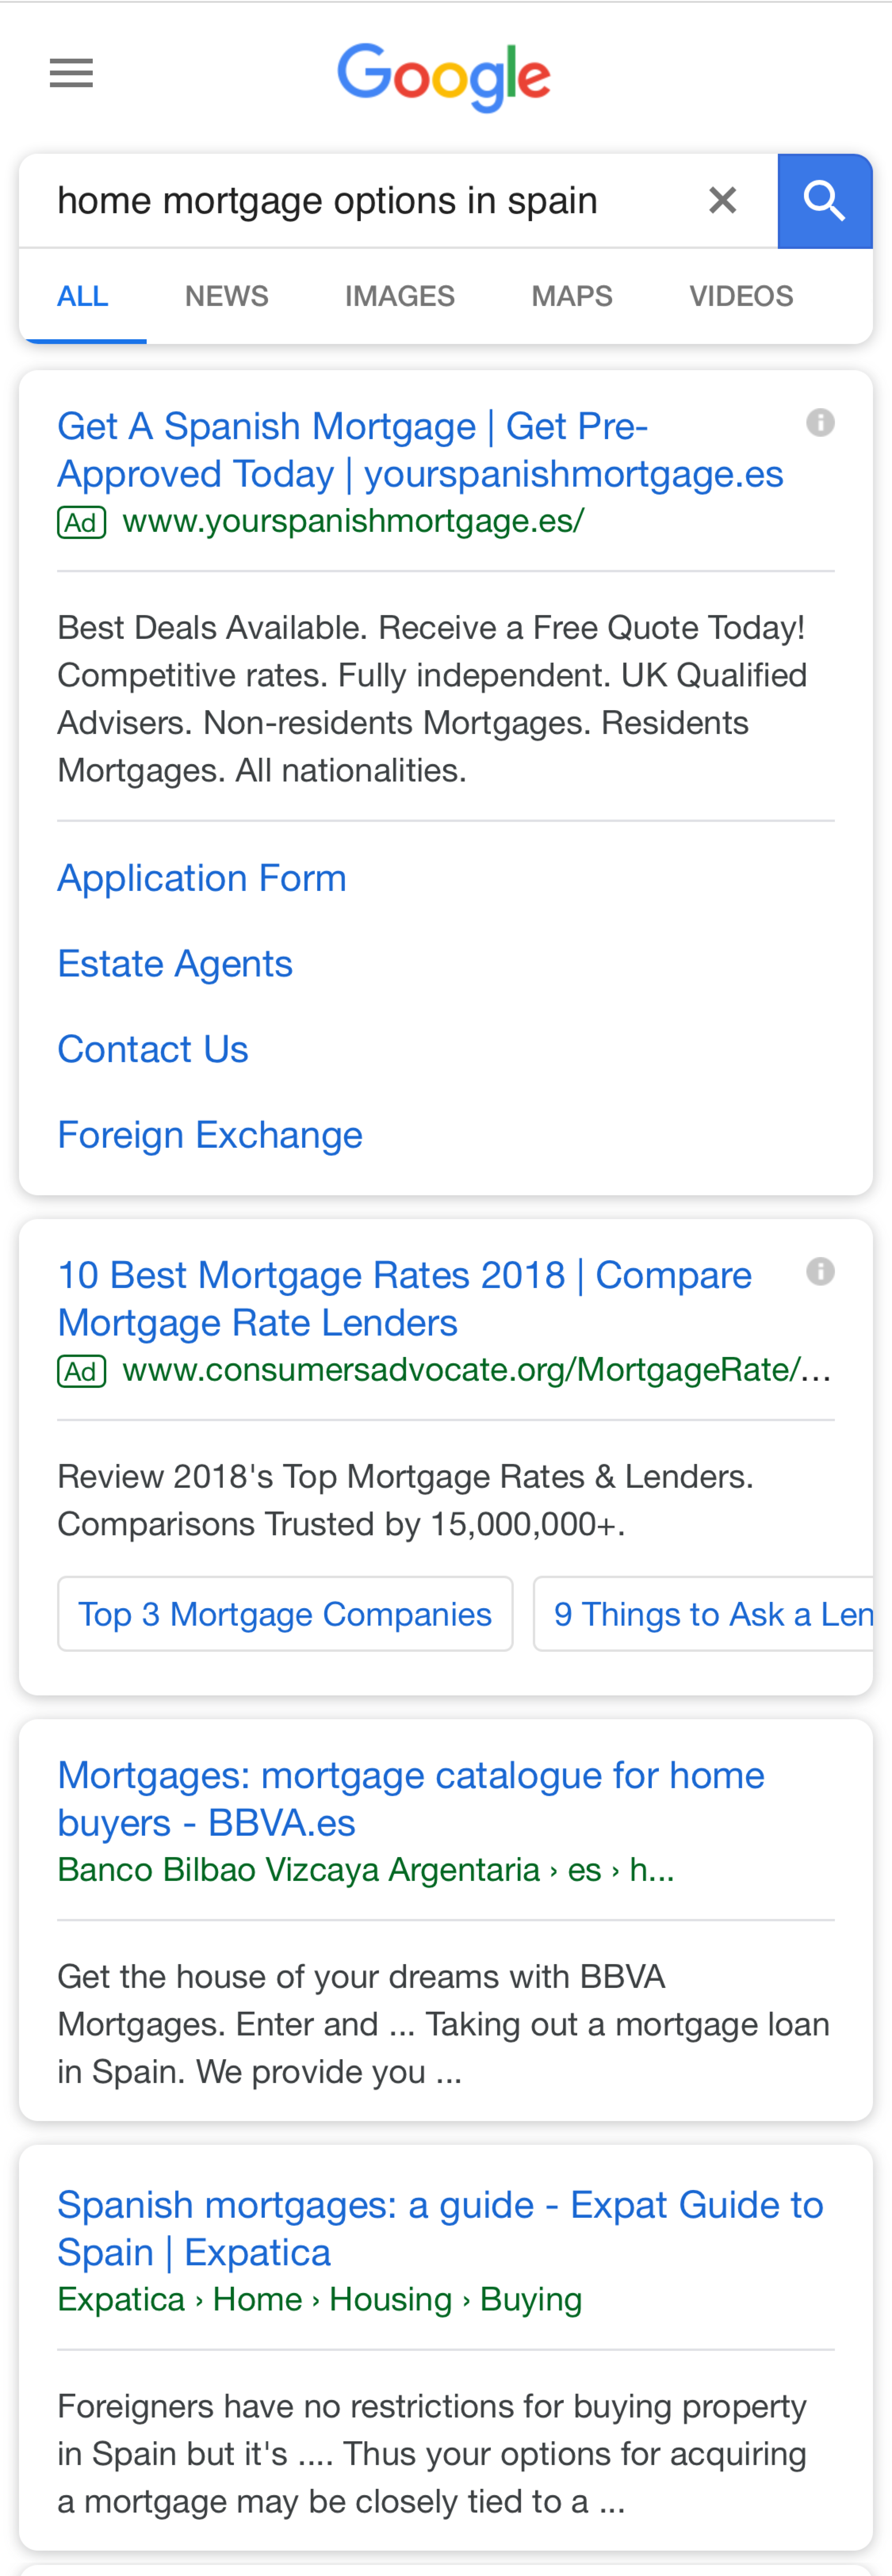 Google
home mortgage options in spain
ALL NEWS IMAGES MAPS VIDEOS
Get A Spanish Mortgage | Get Pre-
Approved Today | yourspanishmortgage.es
Ad www.yourspanishmortgage.es/
Best Deals Available. Receive a Free Quote Today!
Competitive rates. Fully independent. UK Qualified
Advisers. Non-residents Mortgages. Residents
Mortgages. All nationalities.
Application Form
Estate Agents
Contact Us
Foreign Exchange
10 Best Mortgage Rates 2018 | Compare
Mortgage Rate Lenders
Ad www.consumersadvocate.org/MortgageRate/...
Review 2018's Top Mortgage Rates & Lenders.
Comparisons Trusted by 15,000,000+.
Top 3 Mortgage Companies 9 Things to Ask a Len
Mortgages: mortgage catalogue for home
buyers - BBVA.es
Banco Bilbao Vizcaya Argentaria › es › h...
Get the house of your dreams with BBVA
Mortgages. Enter and ... Taking out a mortgage loan
in Spain. We provide you ...
Spanish mortgages: a guide - Expat Guide to
Spain | Expatica
Expatica › Home › Housing › Buying
Foreigners have no restrictions for buying property
in Spain but it's .... Thus your options for acquiring
a mortgage may be closely tied to a ...